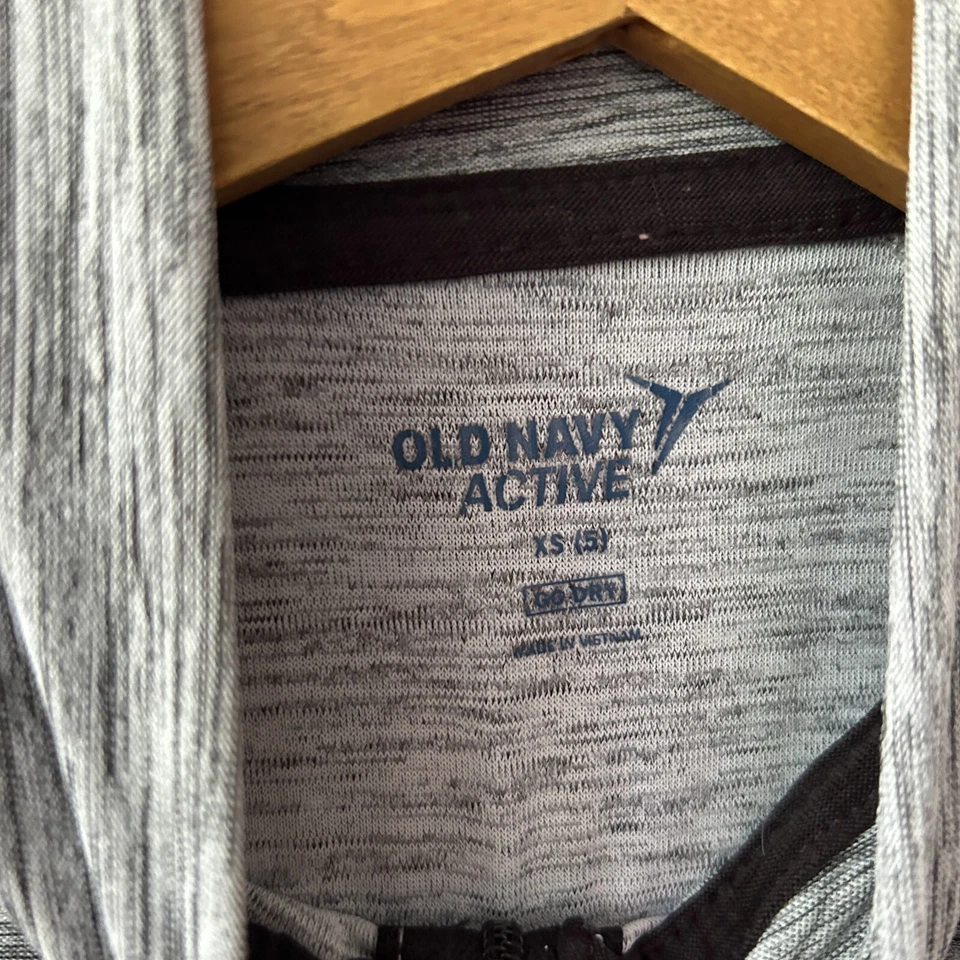 OLD NAVY
ACTIVE
XS (5)
GO-DRY
MADE IN VIETNAM